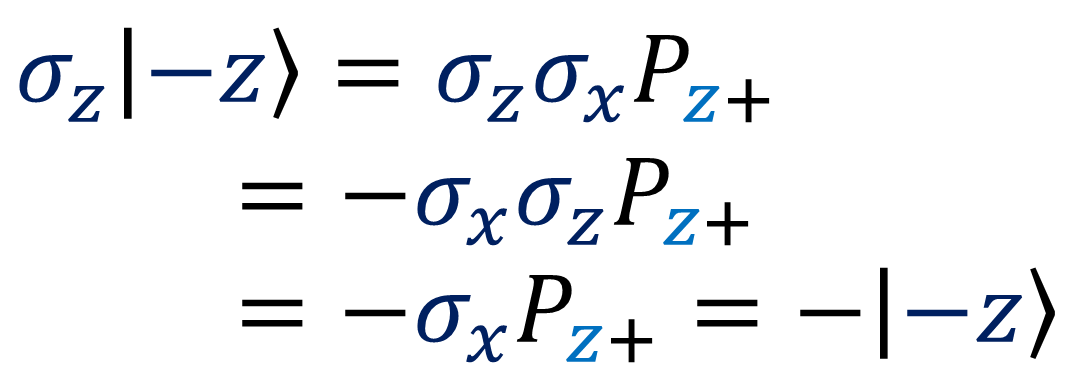 σ_z|−z⟩ = σ_zσ_xP_{z+}
= −σ_xσ_zP_{z+}
= −σ_xP_{z+} = −|−z⟩